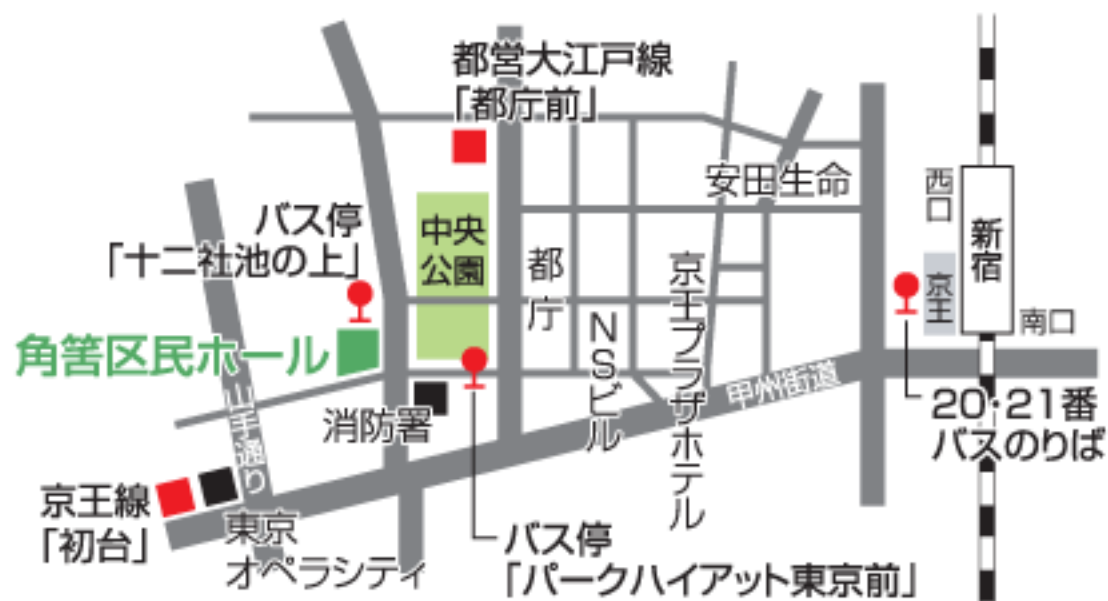 都営大江戸線
「都庁前」
安田生命
西口
新宿
バス停
「十二社池の上」
中央
公園
都庁
京王プラザホテル
京王
南口
NSビル
角筈区民ホール
甲州街道
山手通り
消防署
20・21番
バスのりば
京王線
「初台」
東京
オペラシティ
バス停
「パークハイアット東京前」